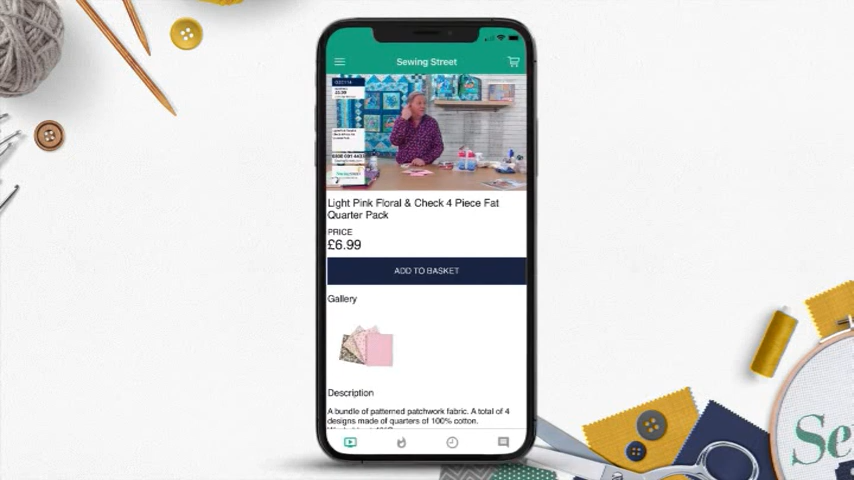 Sewing Street
Light Pink Floral & Check 4 Piece Fat
Quarter Pack
PRICE
£6.99
ADD TO BASKET
Gallery
Description
A bundle of patterned patchwork fabric. A total of 4
designs made of quarters of 100% cotton.
Se